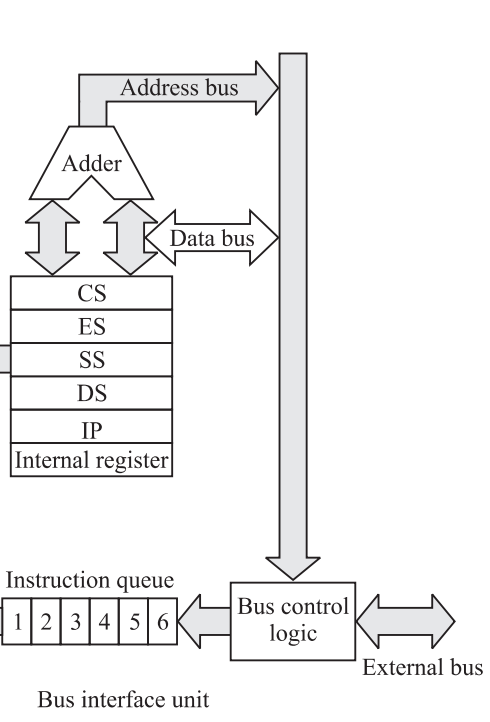 Address bus
Adder
Data bus
CS
ES
SS
DS
IP
Internal register
Instruction queue
1 2 3 4 5 6
Bus control
logic
External bus
Bus interface unit